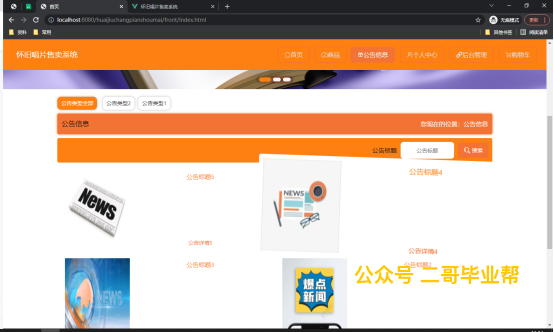 首页
怀旧唱片售卖系统
localhost:8080/huaijiuchangpianshoumai/front/index.html
无痕模式
更新
资料
常用
其他书签
阅读清单
怀旧唱片售卖系统
首页
商品
公告信息
个人中心
后台管理
购物车
公告类型全部
公告类型2
公告类型1
公告信息
您现在的位置: 公告信息
公告标题
公告标题
搜索
公告标题5
News
公告详情5
公告标题4
NEWS
公告详情4
公告标题3
NEWS
爆点
新闻
公众号 二哥毕业帮